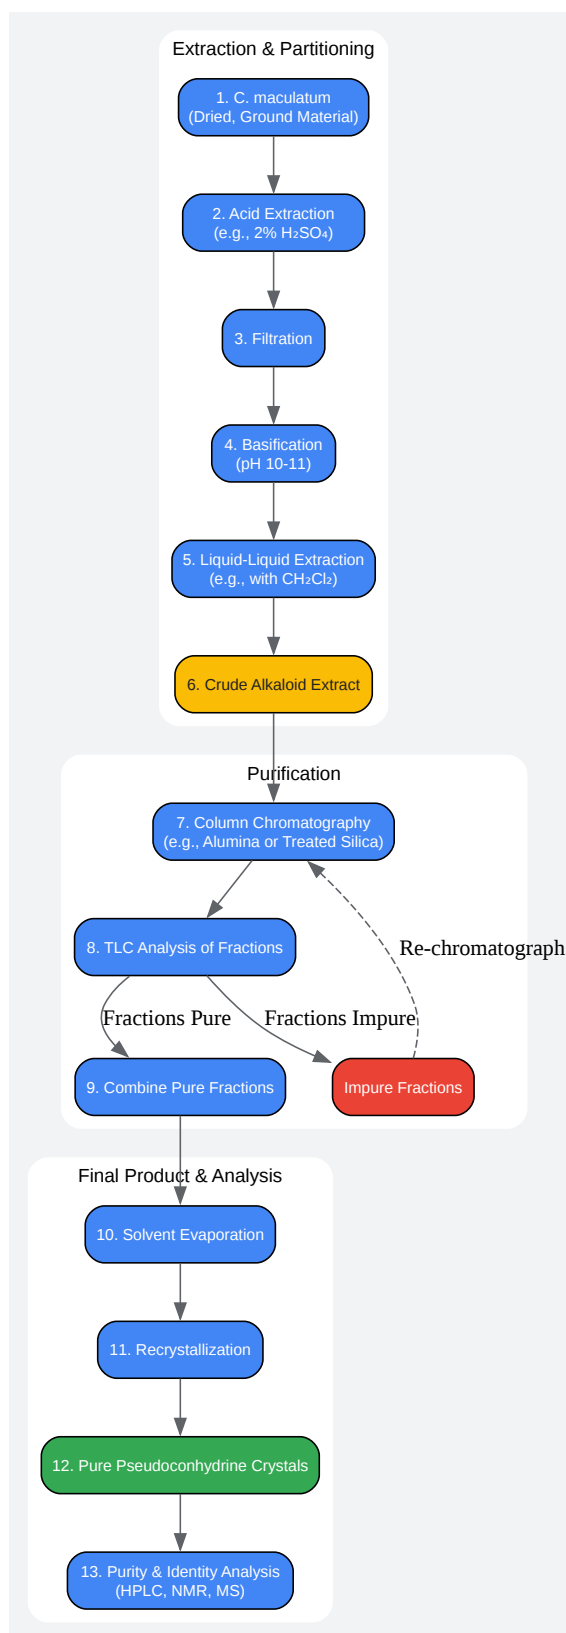 Extraction & Partitioning
1. C. maculatum
(Dried, Ground Material)
2. Acid Extraction
(e.g., 2% H₂SO₄)
3. Filtration
4. Basification
(pH 10-11)
5. Liquid-Liquid Extraction
(e.g., with CH₂Cl₂)
6. Crude Alkaloid Extract
Purification
7. Column Chromatography
(e.g., Alumina or Treated Silica)
8. TLC Analysis of Fractions
Re-chromatograph
Fractions Pure
Fractions Impure
9. Combine Pure Fractions
Impure Fractions
Final Product & Analysis
10. Solvent Evaporation
11. Recrystallization
12. Pure Pseudoconhydrine Crystals
13. Purity & Identity Analysis
(HPLC, NMR, MS)